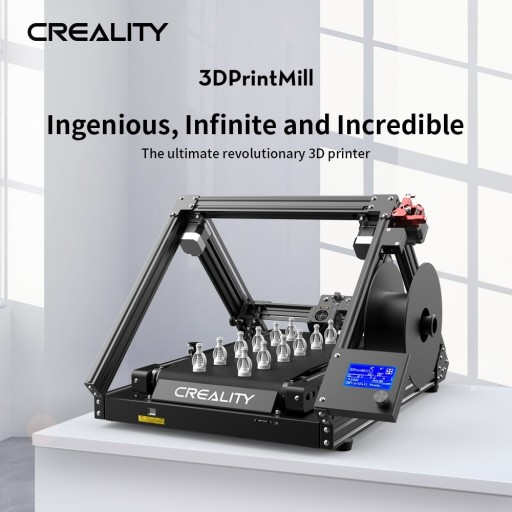 CREALITY
3DPrintMill
Ingenious, Infinite and Incredible
The ultimate revolutionary 3D printer
CREALITY